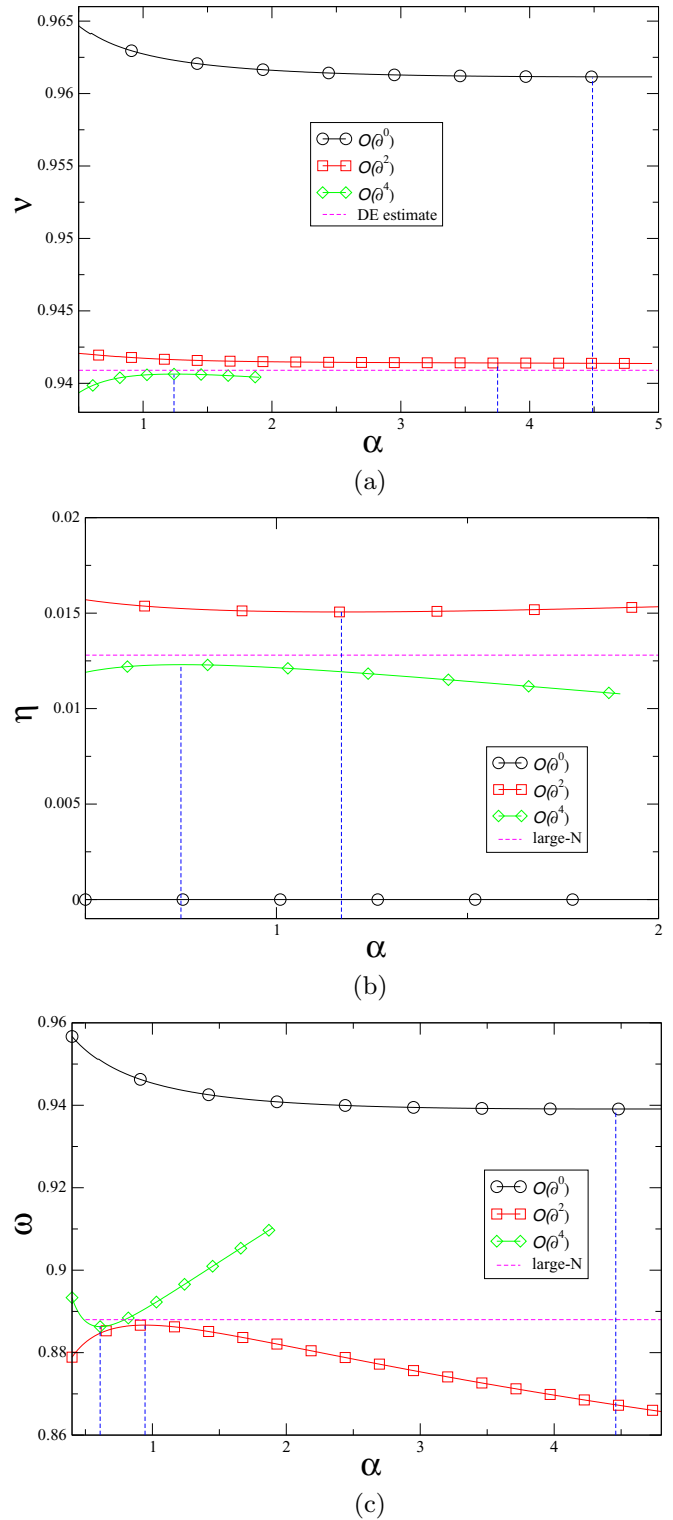 0.965
0.96
0.955
0.95
0.945
0.94
ν
O(∂⁰)
O(∂²)
O(∂⁴)
DE estimate
1 2 3 4 5
α
(a)
0.02
0.015
0.01
0.005
0
η
O(∂⁰)
O(∂²)
O(∂⁴)
large-N
1 2
α
(b)
0.96
0.94
0.92
0.9
0.88
0.86
ω
O(∂⁰)
O(∂²)
O(∂⁴)
large-N
1 2 3 4
α
(c)